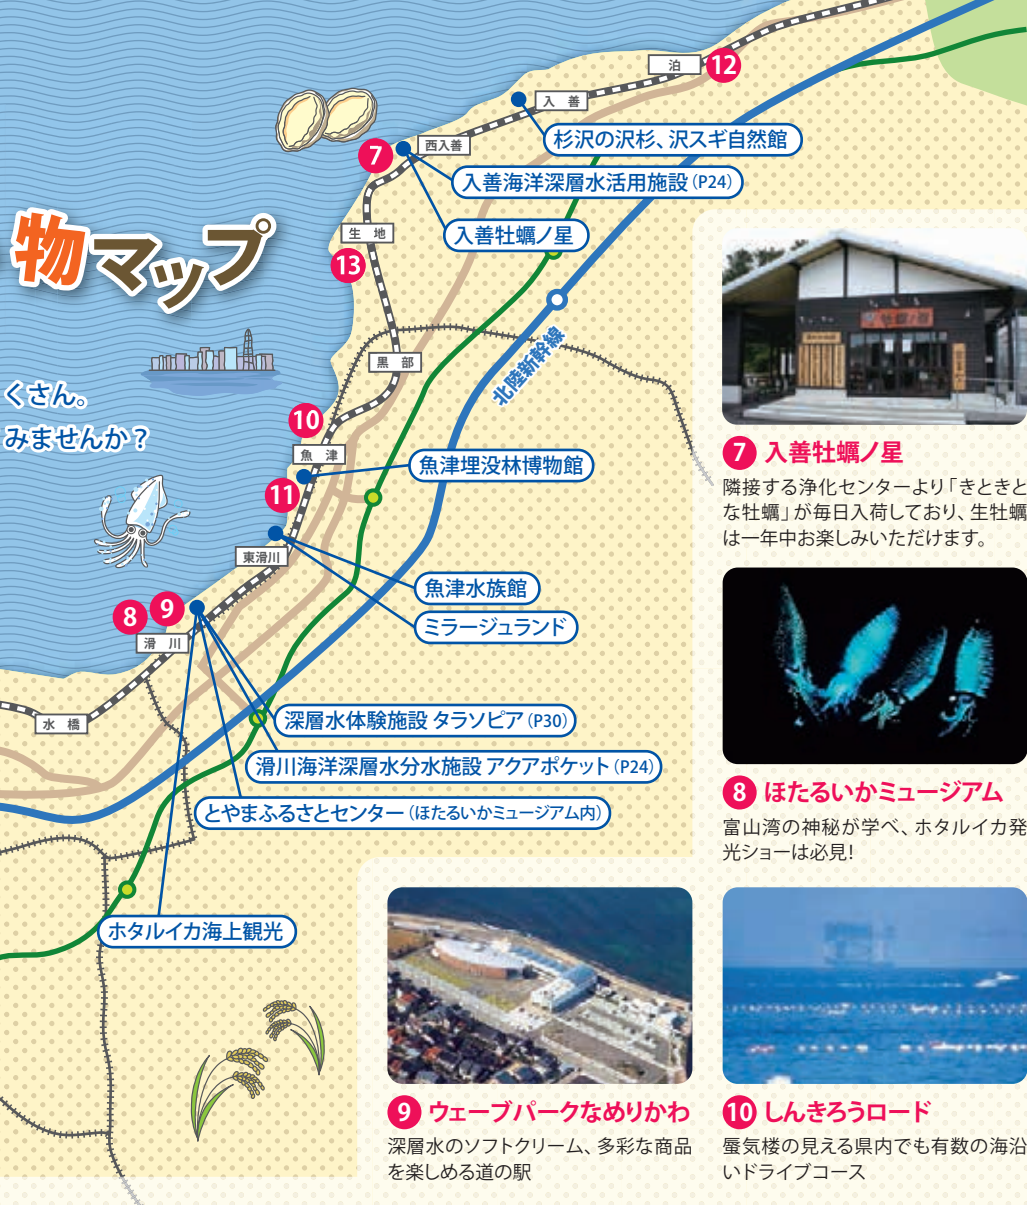 物マップ
くさん。
みませんか?
泊
12
入 善
杉沢の沢杉、沢スギ自然館
7
西入善
入善海洋深層水活用施設(P24)
生 地
入善牡蠣ノ星
13
北陸新幹線
黒 部
10
魚 津
魚津埋没林博物館
11
東滑川
魚津水族館
8
9
滑 川
ミラージュランド
水 橋
深層水体験施設 タラソピア(P30)
滑川海洋深層水分水施設 アクアポケット(P24)
とやまふるさとセンター(ほたるいかミュージアム内)
ホタルイカ海上観光
7 入善牡蠣ノ星
隣接する浄化センターより「きときと
な牡蠣」が毎日入荷しており、生牡蠣
は一年中お楽しみいただけます。
8 ほたるいかミュージアム
富山湾の神秘が学べ、ホタルイカ発
光ショーは必見!
9 ウェーブパークなめりかわ
深層水のソフトクリーム、多彩な商品
を楽しめる道の駅
10 しんきろうロード
蜃気楼の見える県内でも有数の海沿
いドライブコース